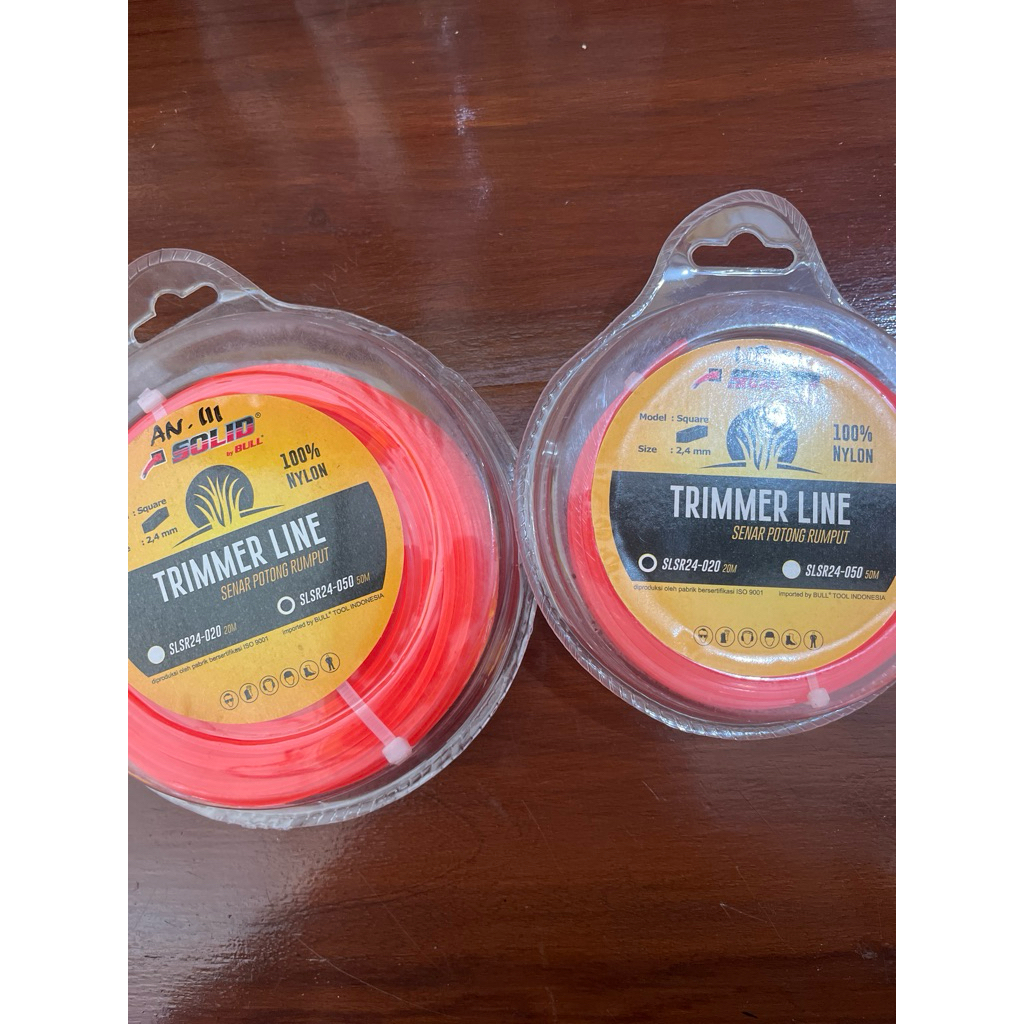 AN.
SOLID®
by BULL®
100%
NYLON
: Square
: 2,4 mm
TRIMMER LINE
SENAR POTONG RUMPUT
SLSR24-020 20M
SLSR24-050 50M
diproduksi oleh pabrik bersertifikasi ISO 9001
imported by BULL® TOOL INDONESIA
Model : Square
Size : 2,4 mm
100%
NYLON
TRIMMER LINE
SENAR POTONG RUMPUT
SLSR24-020 20M
SLSR24-050 50M
diproduksi oleh pabrik bersertifikasi ISO 9001
imported by BULL® TOOL INDONESIA